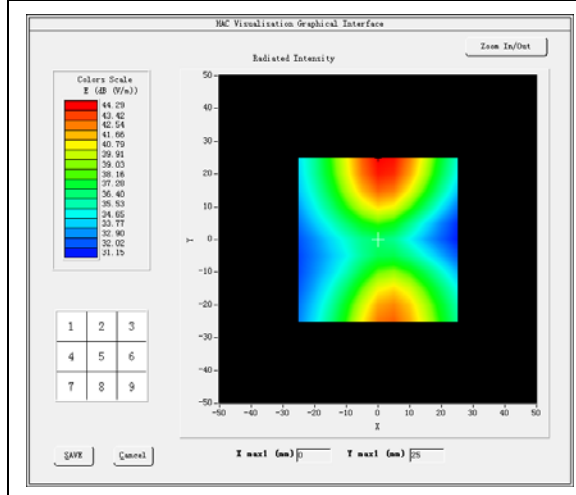 HAC Visualisation Graphical Interface
Zoom In/Out
Radiated Intensity
Colors Scale
E (dB (V/m))
44.29
43.42
42.54
41.66
40.79
39.91
39.03
38.16
37.28
36.40
35.53
34.65
33.77
32.90
32.02
31.15
50
40
30
20
10
0
-10
-20
-30
-40
-50
Y
-50 -40 -30 -20 -10 0 10 20 30 40 50
X
1 2 3
4 5 6
7 8 9
SAVE Cancel
X max1 (mm) 0 Y max1 (mm) 25